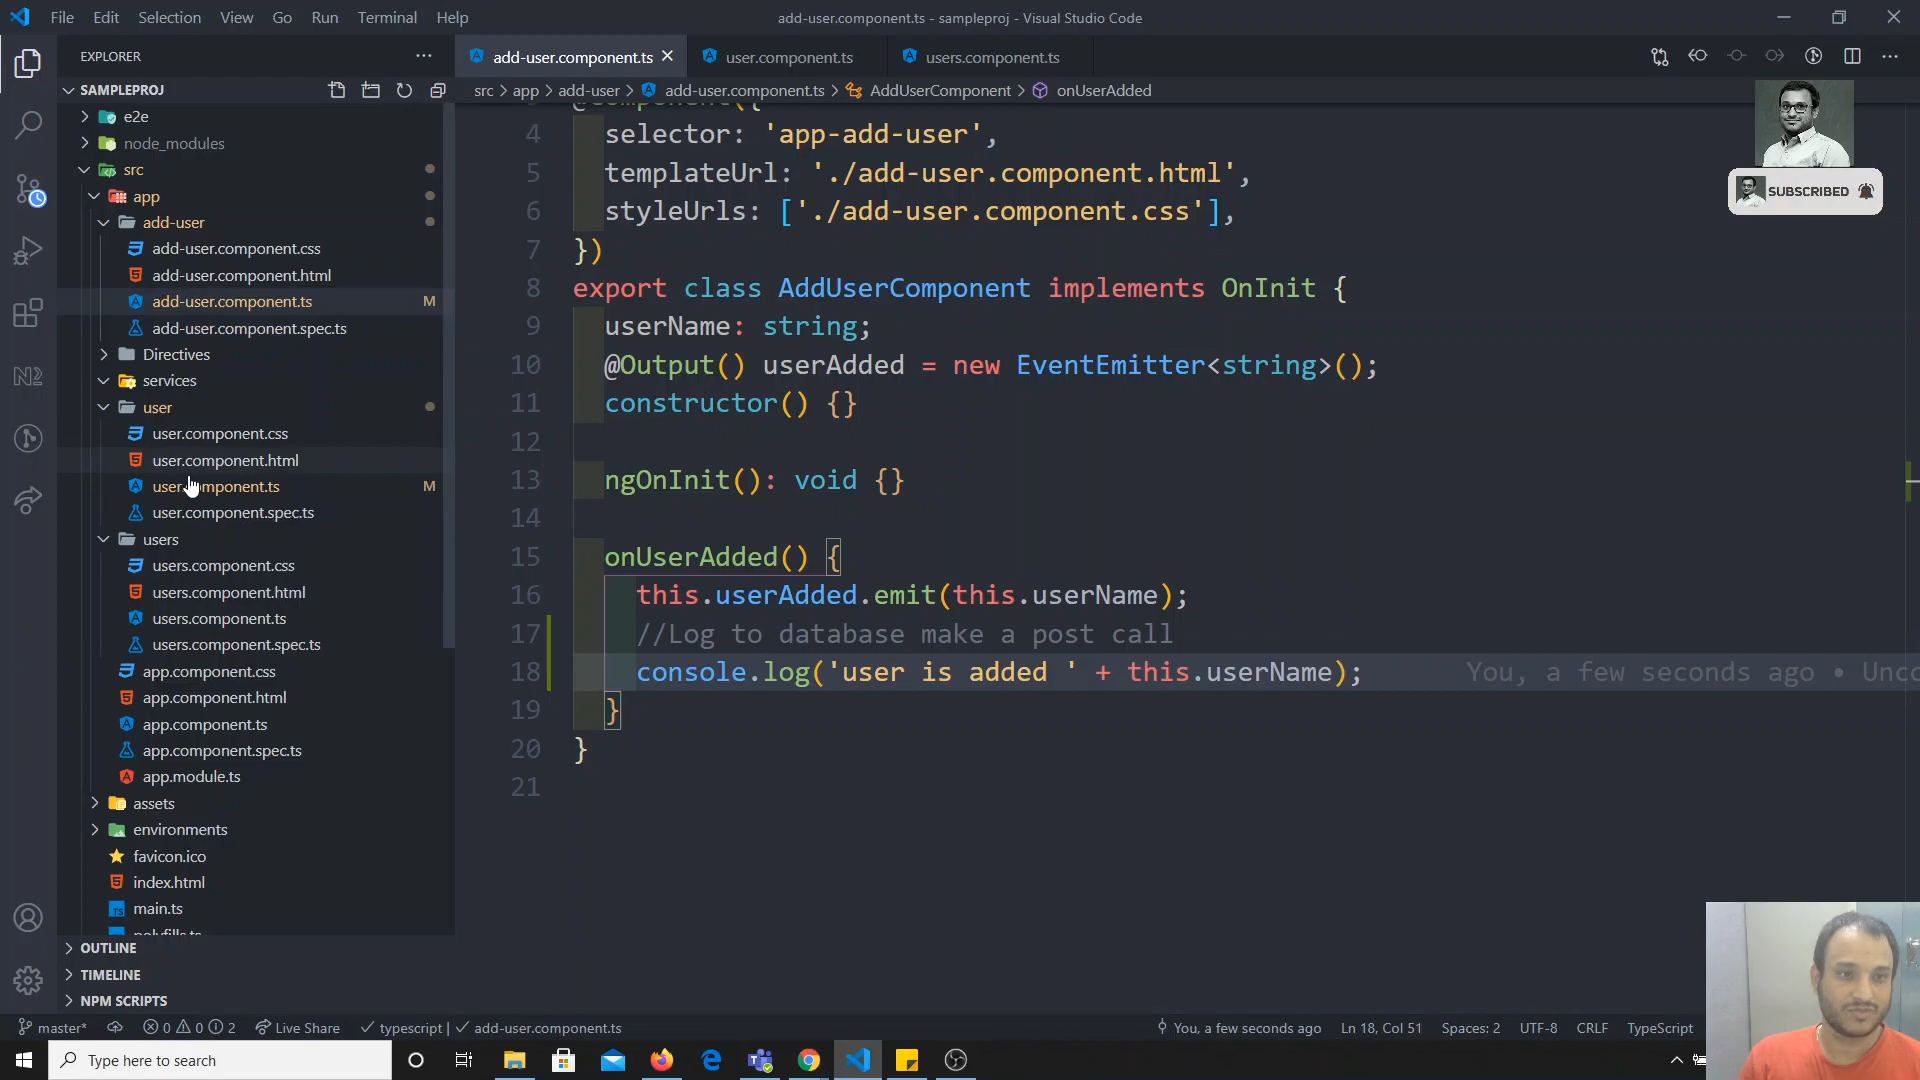 File Edit Selection View Go Run Terminal Help
add-user.component.ts - sampleproj - Visual Studio Code
EXPLORER
SAMPLEPROJ
e2e
node_modules
src
app
add-user
add-user.component.css
add-user.component.html
add-user.component.ts M
add-user.component.spec.ts
Directives
services
user
user.component.css
user.component.html
user.component.ts M
user.component.spec.ts
users
users.component.css
users.component.html
users.component.ts
users.component.spec.ts
app.component.css
app.component.html
app.component.ts
app.component.spec.ts
app.module.ts
assets
environments
favicon.ico
index.html
main.ts
polyfills.ts
OUTLINE
TIMELINE
NPM SCRIPTS
add-user.component.ts user.component.ts users.component.ts
src > app > add-user > add-user.component.ts > AddUserComponent > onUserAdded
@Component({
4 selector: 'app-add-user',
5 templateUrl: './add-user.component.html',
6 styleUrls: ['./add-user.component.css'],
7 })
8 export class AddUserComponent implements OnInit {
9 userName: string;
10 @Output() userAdded = new EventEmitter<string>();
11 constructor() {}
12
13 ngOnInit(): void {}
14
15 onUserAdded() {
16 this.userAdded.emit(this.userName);
17 //Log to database make a post call
18 console.log('user is added ' + this.userName); You, a few seconds ago • Unco
19 }
20 }
21
SUBSCRIBED
master* 0 0 2 Live Share typescript | add-user.component.ts
You, a few seconds ago Ln 18, Col 51 Spaces: 2 UTF-8 CRLF TypeScript
Type here to search